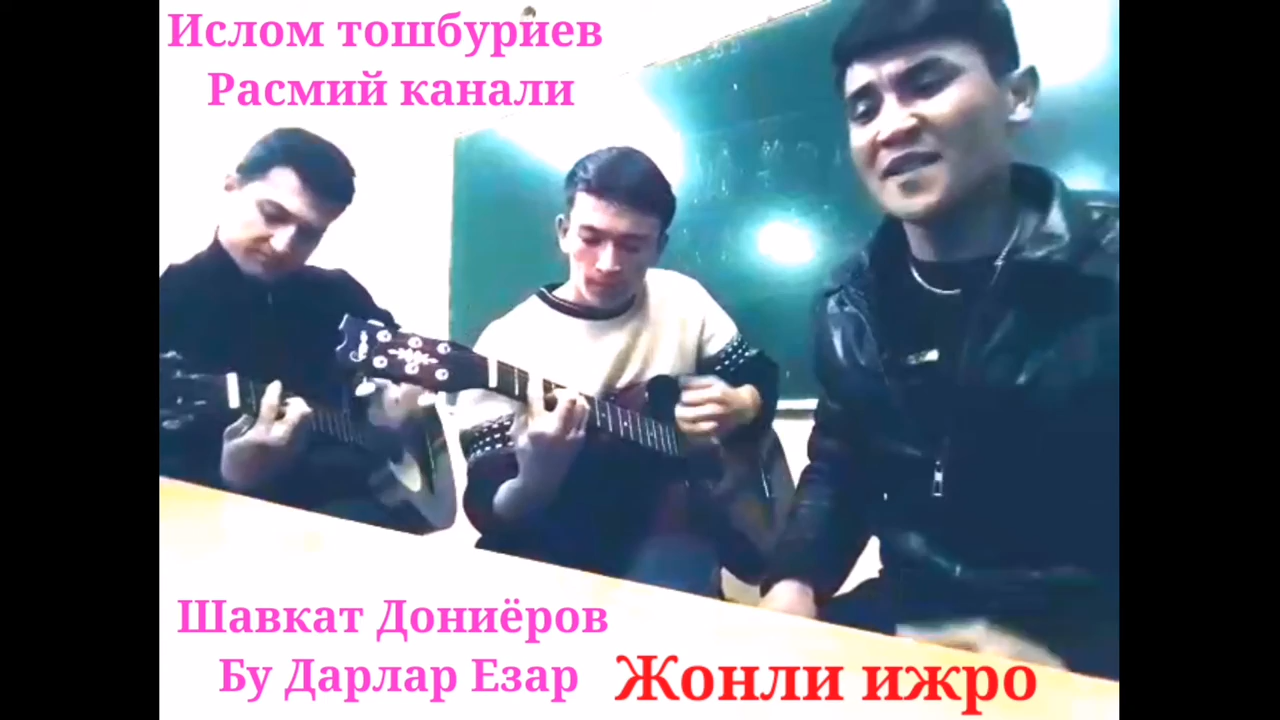 Ислом тошбуриев
Расмий канали
Шавкат Дониёров
Бу Дарлар Езар
Жонли ижро